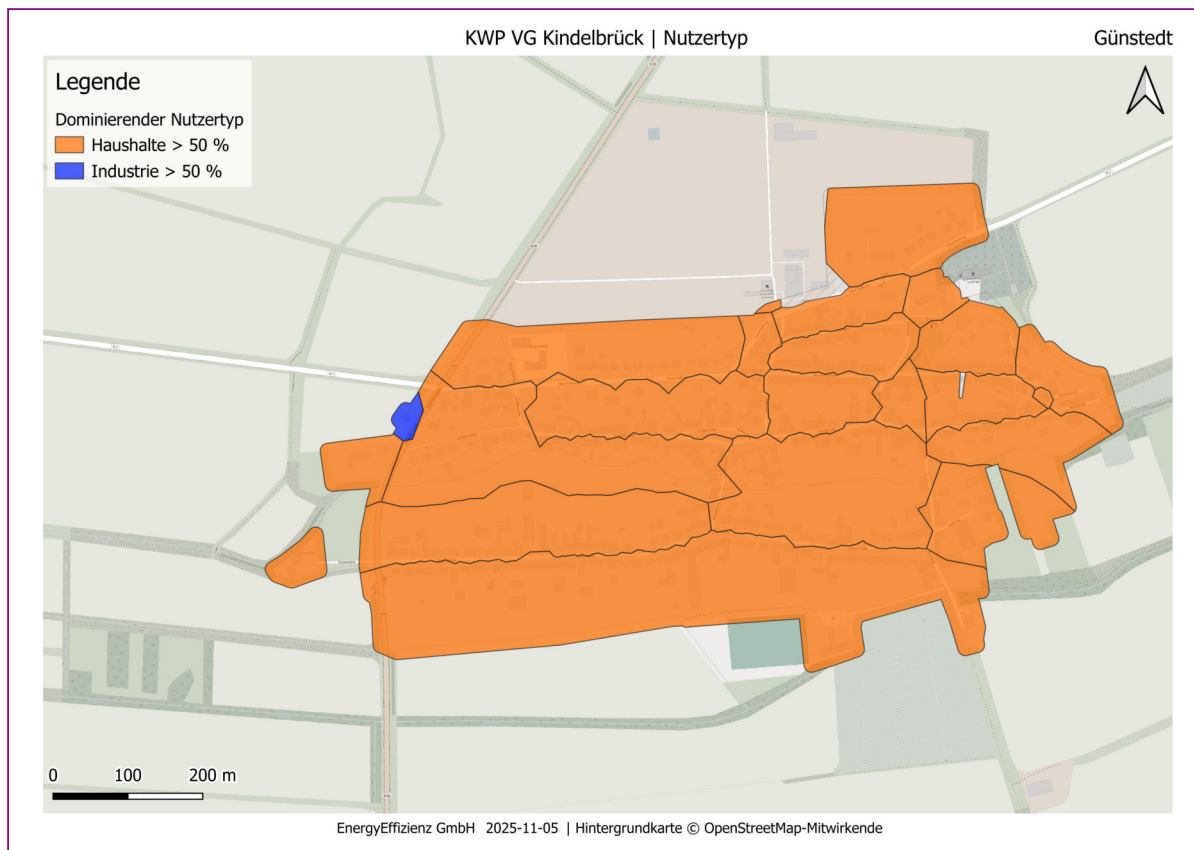 KWP VG Kindelbrück | Nutzertyp
Günstedt
Legende
Dominierender Nutzertyp
Haushalte > 50 %
Industrie > 50 %
0 100 200 m
EnergyEffizienz GmbH 2025-11-05 | Hintergrundkarte © OpenStreetMap-Mitwirkende